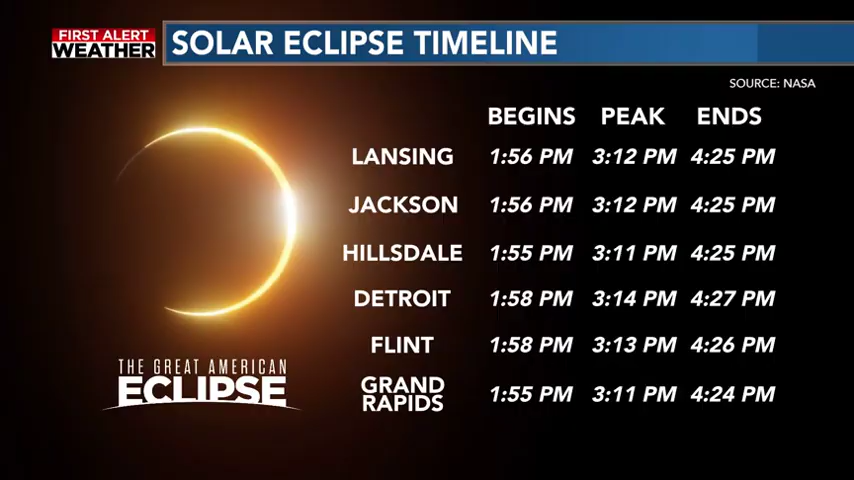 FIRST ALERT
WEATHER
SOLAR ECLIPSE TIMELINE
SOURCE: NASA
BEGINS PEAK ENDS
LANSING 1:56 PM 3:12 PM 4:25 PM
JACKSON 1:56 PM 3:12 PM 4:25 PM
HILLSDALE 1:55 PM 3:11 PM 4:25 PM
DETROIT 1:58 PM 3:14 PM 4:27 PM
FLINT 1:58 PM 3:13 PM 4:26 PM
GRAND
RAPIDS 1:55 PM 3:11 PM 4:24 PM
THE GREAT AMERICAN
ECLIPSE